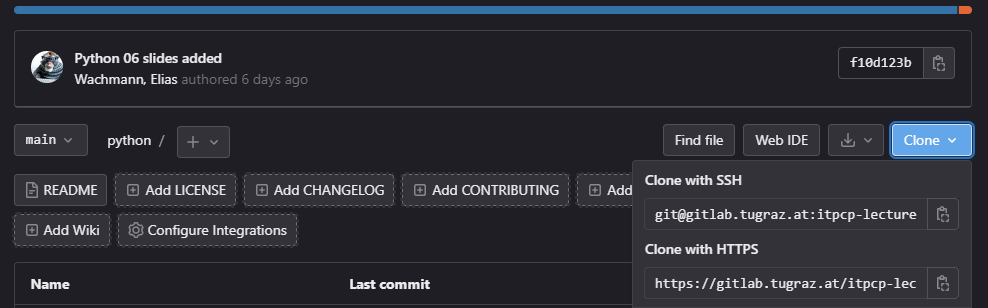 Python 06 slides added
Wachmann, Elias authored 6 days ago
f10d123b
main
python /
Find file
Web IDE
Clone
Clone with SSH
README
Add LICENSE
Add CHANGELOG
Add CONTRIBUTING
Add
git@gitlab.tugraz.at:itpcp-lecture
Add Wiki
Configure Integrations
Clone with HTTPS
https://gitlab.tugraz.at/itpcp-lec
Name
Last commit